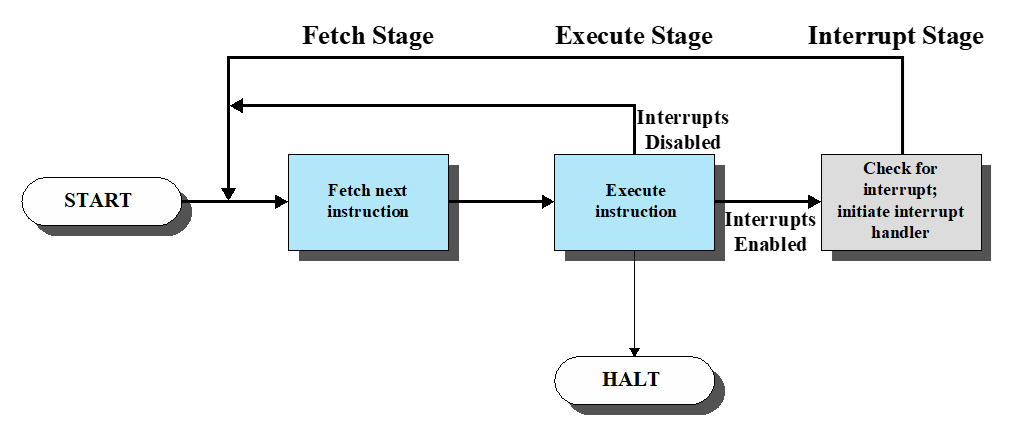 Fetch Stage
Execute Stage
Interrupt Stage
Interrupts
Disabled
START
Fetch next
instruction
Execute
instruction
Interrupts
Enabled
Check for
interrupt;
initiate interrupt
handler
HALT